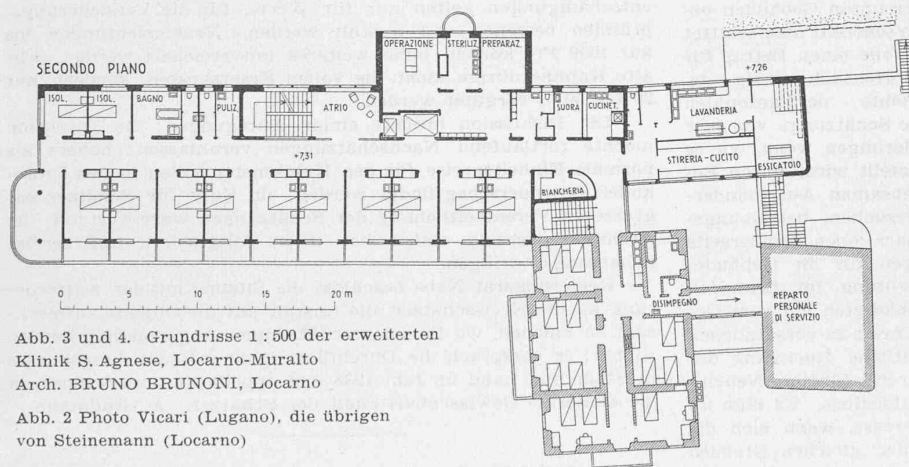 SECONDO PIANO
OPERAZIONE
STERILIZ.
PREPARAZ.
+7,26
ISOL.
ISOL.
BAGNO
PULIZ.
ATRIO
SUORA
CUCINET.
LAVANDERIA
STIRERIA-CUCITO
ESSICATOIO
+7,31
BIANCHERIA
DISIMPEGNO
REPARTO
PERSONALE
DI SERVIZIO
0 5 10 15 20 m
Abb. 3 und 4. Grundrisse 1 : 500 der erweiterten
Klinik St. Agnese, Locarno-Muralto
Arch. BRUNO BRUNONI, Locarno
Abb. 2 Photo Vicari (Lugano), die übrigen
von Steinemann (Locarno)